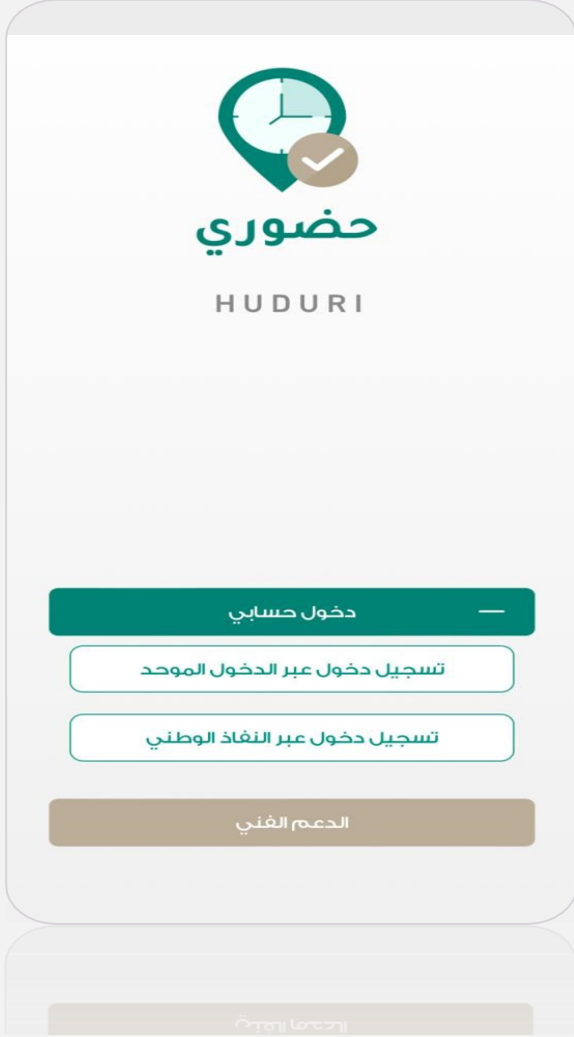 حضوري
HUDURI
دخول حسابي
تسجيل دخول عبر الدخول الموحد
تسجيل دخول عبر النفاذ الوطني
الدعم الفني